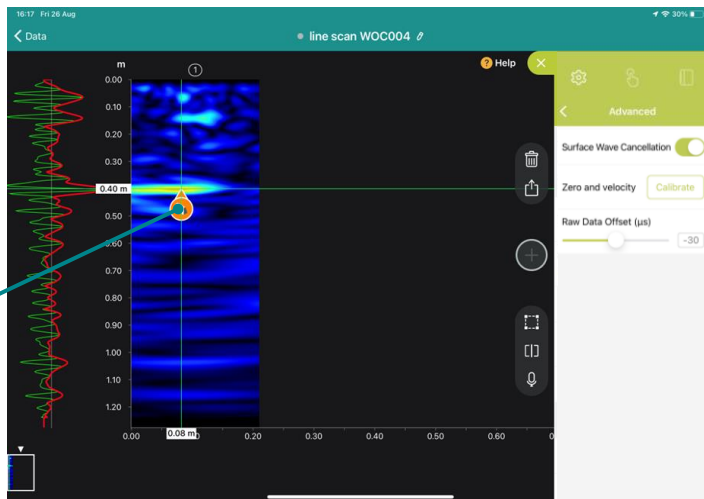 16:17 Fri 26 Aug
30%
Data
line scan WOC004
Help
Advanced
Surface Wave Cancellation
Zero and velocity
Calibrate
Raw Data Offset (µs)
-30
m
1
0.00
0.10
0.20
0.30
0.40 m
0.50
0.60
0.70
0.80
0.90
1.00
1.10
1.20
0.00
0.08 m
0.20
0.30
0.40
0.50
0.60